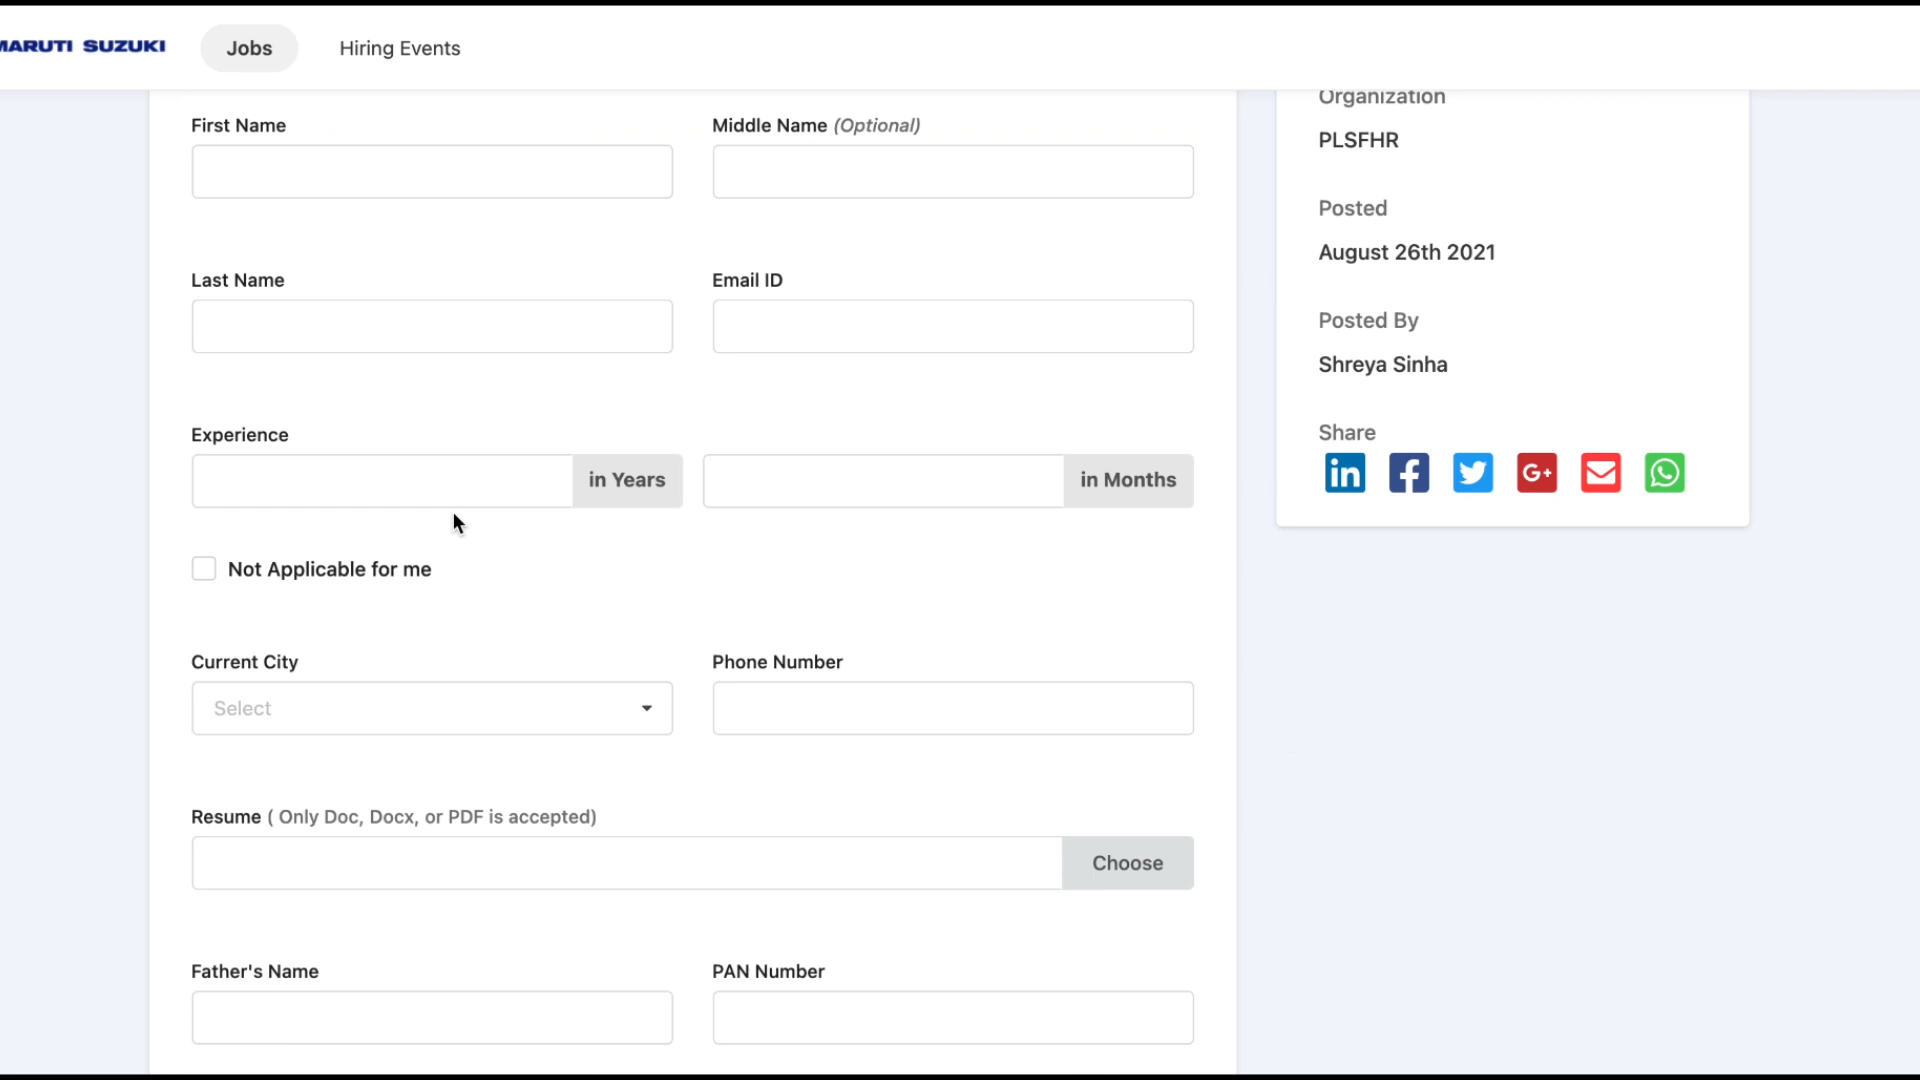 MARUTI SUZUKI
Jobs
Hiring Events
First Name
Middle Name (Optional)
Last Name
Email ID
Experience
in Years
in Months
Not Applicable for me
Current City
Phone Number
Select
Resume ( Only Doc, Docx, or PDF is accepted)
Choose
Father's Name
PAN Number
Organization
PLSFHR
Posted
August 26th 2021
Posted By
Shreya Sinha
Share
in
f
G+